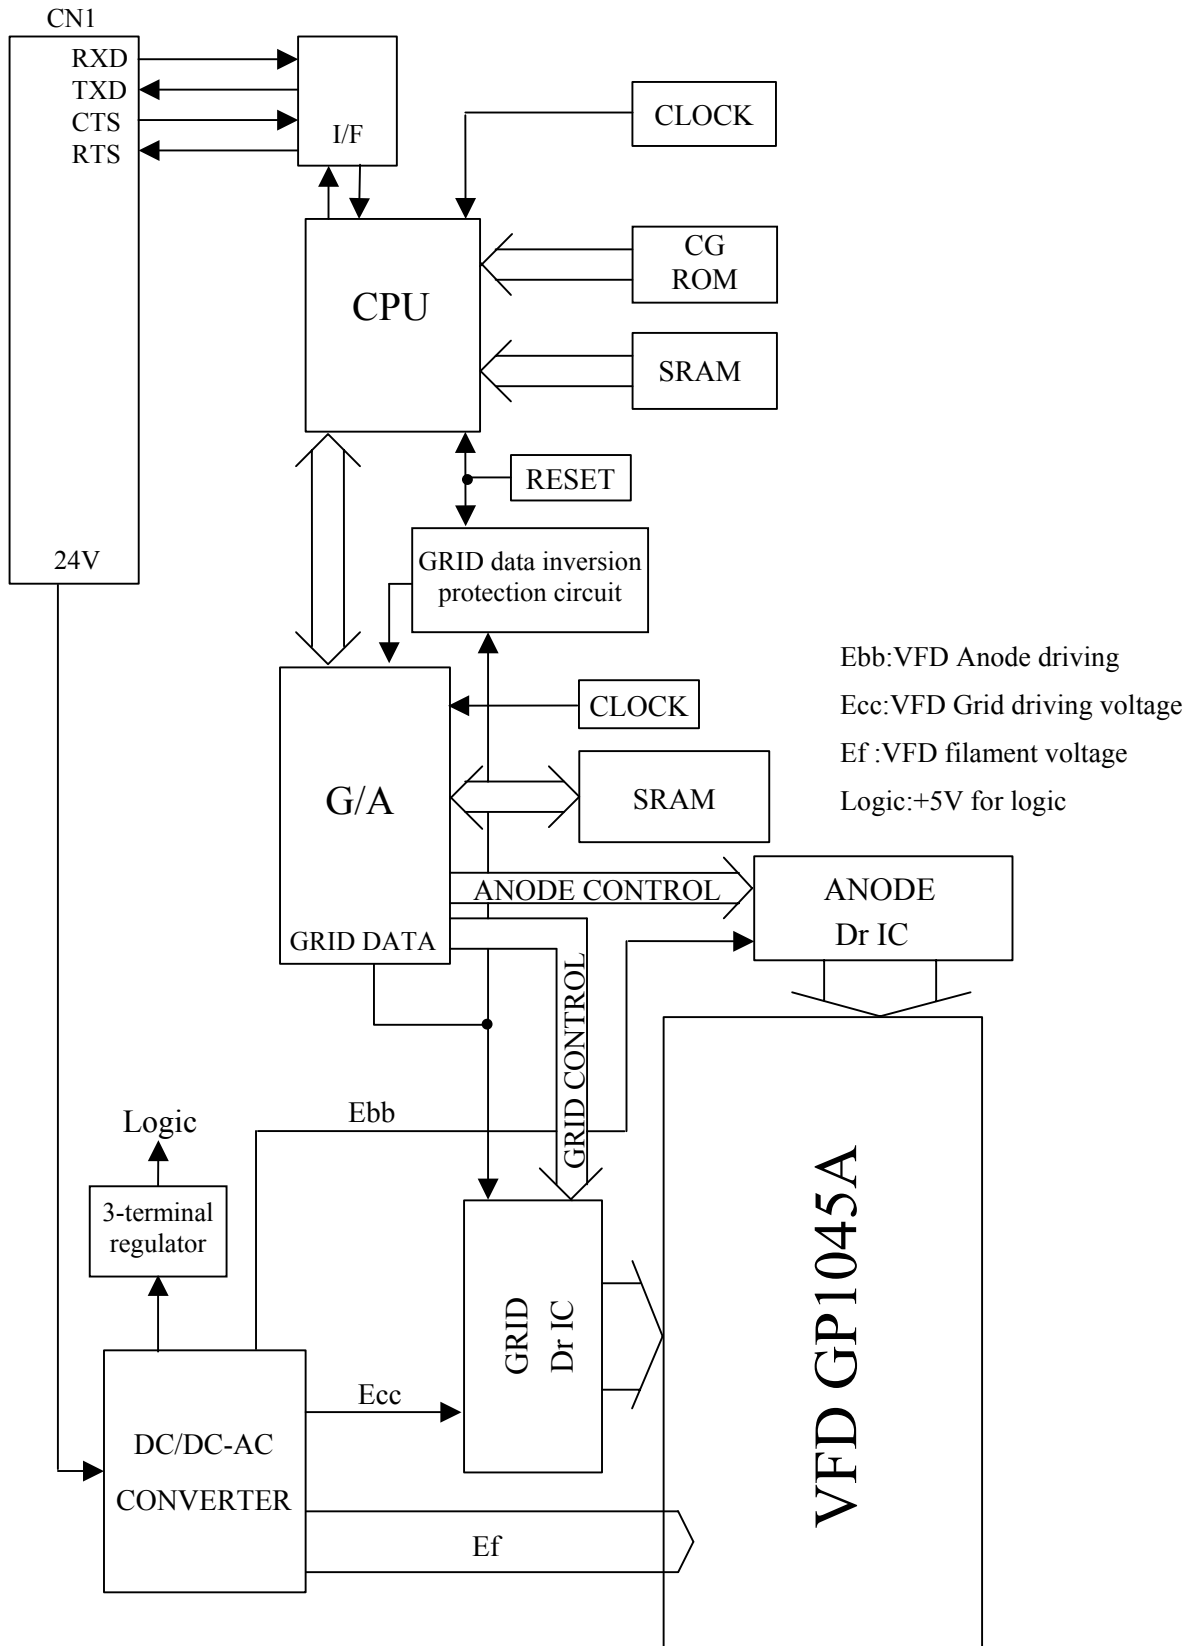 CN1
RXD
TXD
CTS
RTS
I/F
CLOCK
CG
ROM
CPU
SRAM
RESET
24V
GRID data inversion
protection circuit
Ebb:VFD Anode driving
Ecc:VFD Grid driving voltage
Ef :VFD filament voltage
Logic:+5V for logic
CLOCK
G/A
SRAM
ANODE CONTROL
GRID DATA
ANODE
Dr IC
GRID CONTROL
Ebb
Logic
3-terminal
regulator
GRID
Dr IC
VFD GP1045A
Ecc
DC/DC-AC
CONVERTER
Ef